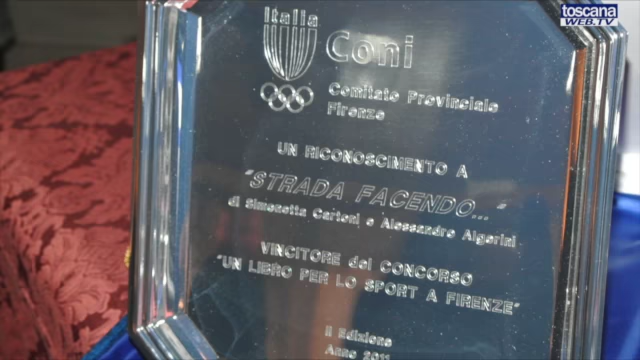 toscana
WEB.TV
Italia
Coni
Comitato Provinciale
Firenze
UN RICONOSCIMENTO A
"STRADA FACENDO..."
di Simonetta Cartoni e Alessandro Algerini
VINCITORE del CONCORSO
"UN LIBRO PER LO SPORT A FIRENZE"
II Edizione
Anno 2011